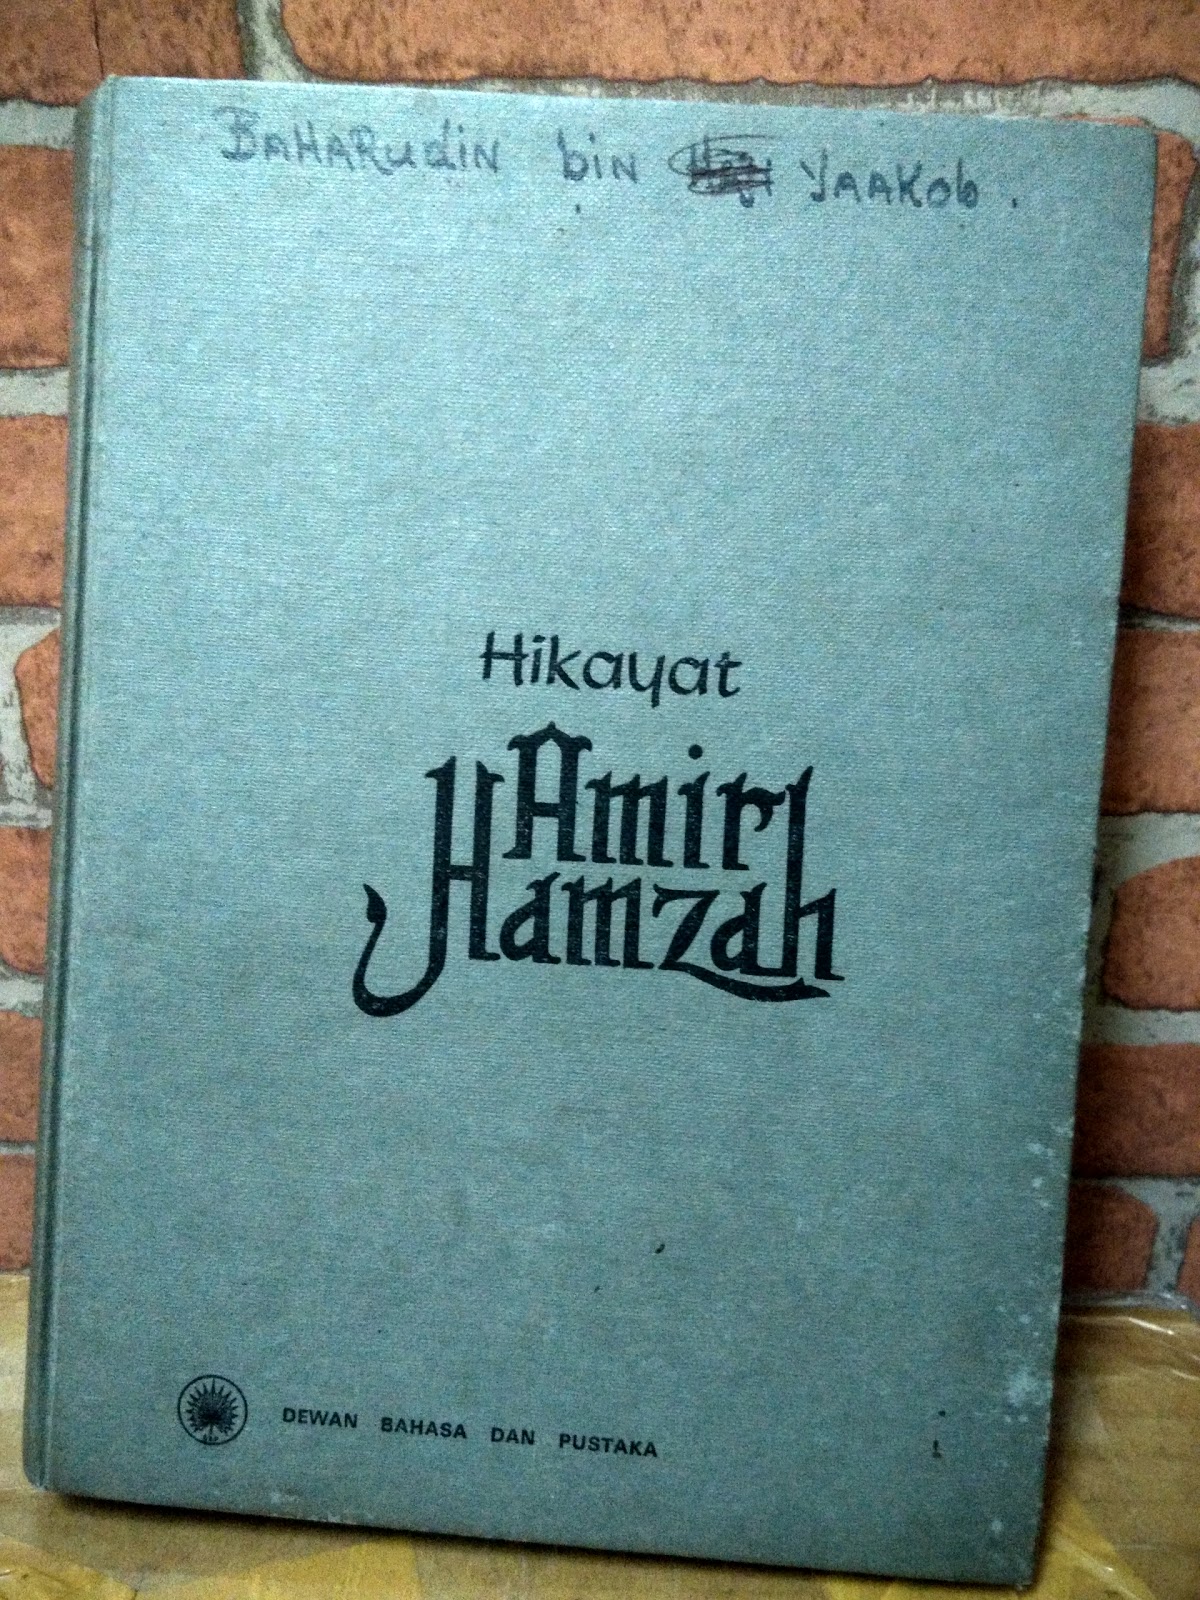 BAHARudiN biN YAAKOb.
Hikayat
Amir
Hamzah
DEWAN BAHASA DAN PUSTAKA